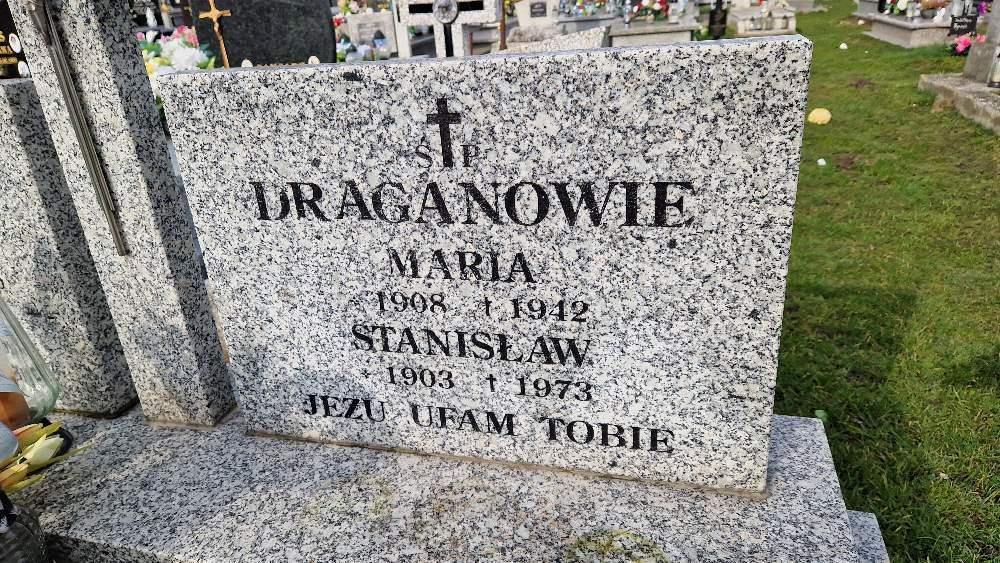 Ś P
DRAGANOWIE
MARIA
* 1908 † 1942
STANISŁAW
* 1903 † 1973
JEZU UFAM TOBIE